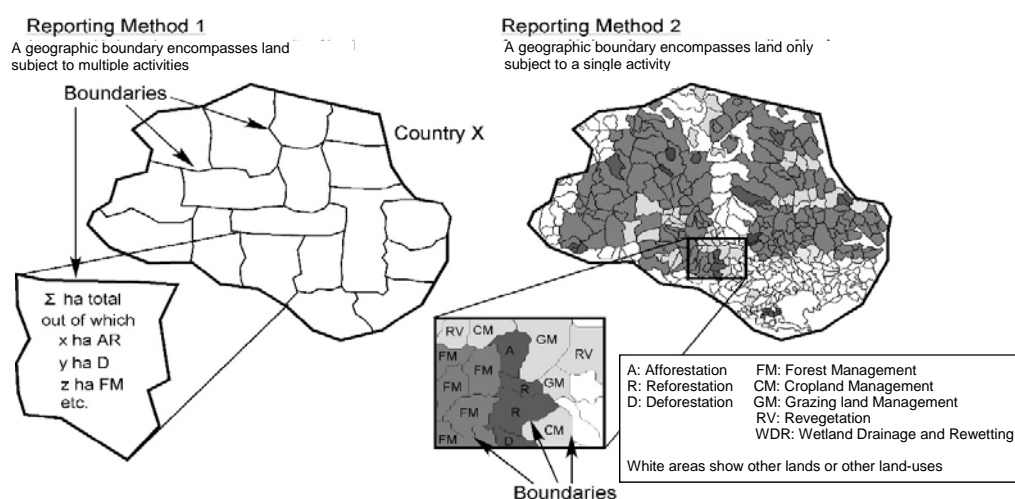 Reporting Method 1
A geographic boundary encompasses land
subject to multiple activities
Boundaries
Country X
Σ ha total
out of which
x ha AR
y ha D
z ha FM
etc.
Reporting Method 2
A geographic boundary encompasses land only
subject to a single activity
RV
CM
A
GM
RV
FM
FM
FM
R
GM
R
FM
CM
FM
D
Boundaries
A: Afforestation FM: Forest Management
R: Reforestation CM: Cropland Management
D: Deforestation GM: Grazing land Management
RV: Revegetation
WDR: Wetland Drainage and Rewetting
White areas show other lands or other land-uses